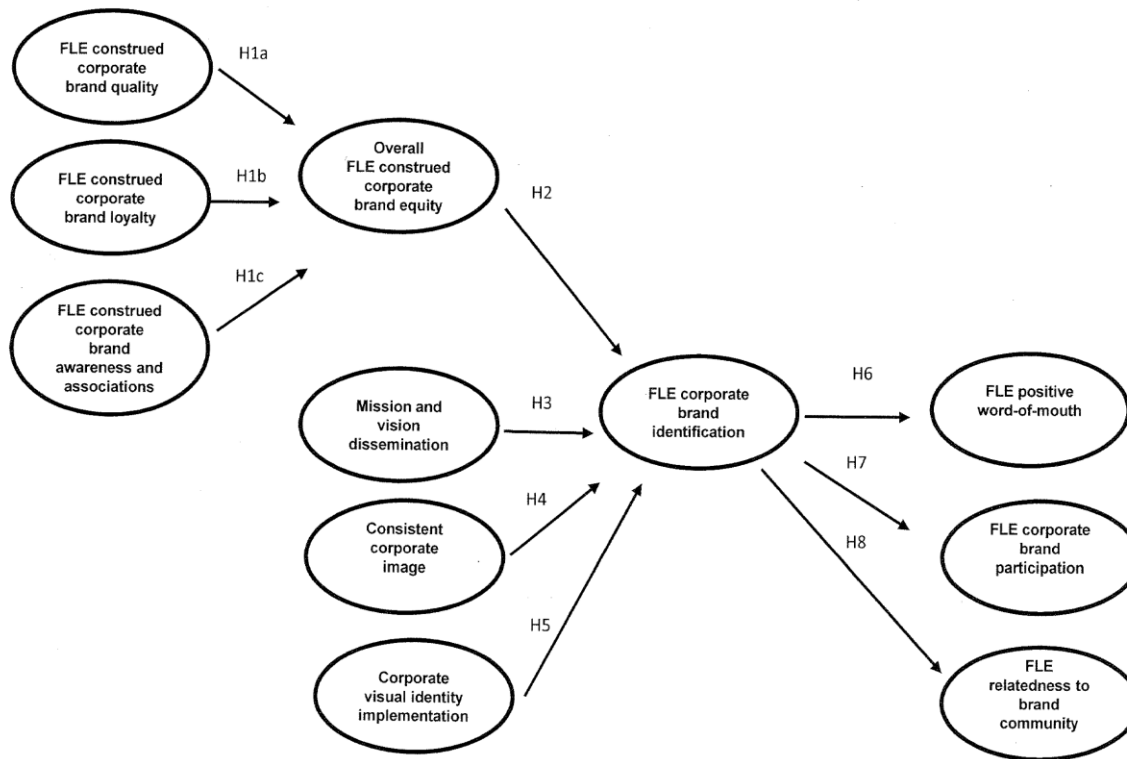 FLE construed
corporate
brand quality
H1a
FLE construed
corporate
brand loyalty
H1b
FLE construed
corporate
brand
awareness and
associations
H1c
Overall
FLE construed
corporate
brand equity
H2
Mission and
vision
dissemination
H3
Consistent
corporate
image
H4
Corporate
visual identity
implementation
H5
FLE corporate
brand
identification
H6
FLE positive
word-of-mouth
H7
FLE corporate
brand
participation
H8
FLE
relatedness to
brand
community